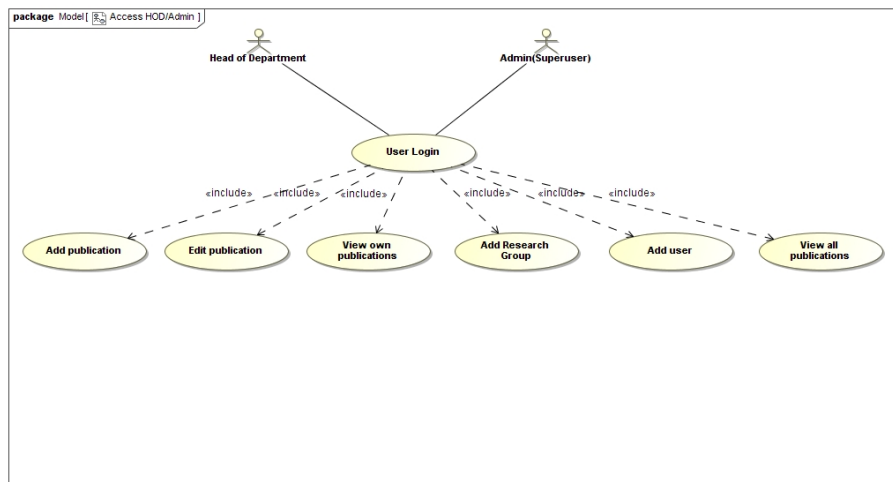 package Model [ Access HOD/Admin ]
Head of Department
Admin(Superuser)
User Login
«include»
«include»
«include»
«include»
«include»
«include»
Add publication
Edit publication
View own
publications
Add Research
Group
Add user
View all
publications